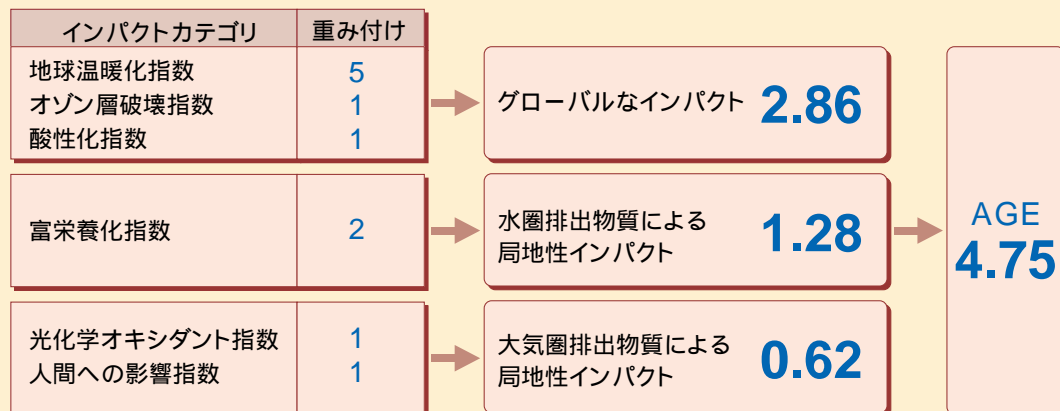 インパクトカテゴリ 重み付け
地球温暖化指数 5
オゾン層破壊指数 1
酸性化指数 1
グローバルなインパクト 2.86
富栄養化指数 2
水圏排出物質による
局地性インパクト
1.28
光化学オキシダント指数 1
人間への影響指数 1
大気圏排出物質による
局地性インパクト
0.62
AGE
4.75